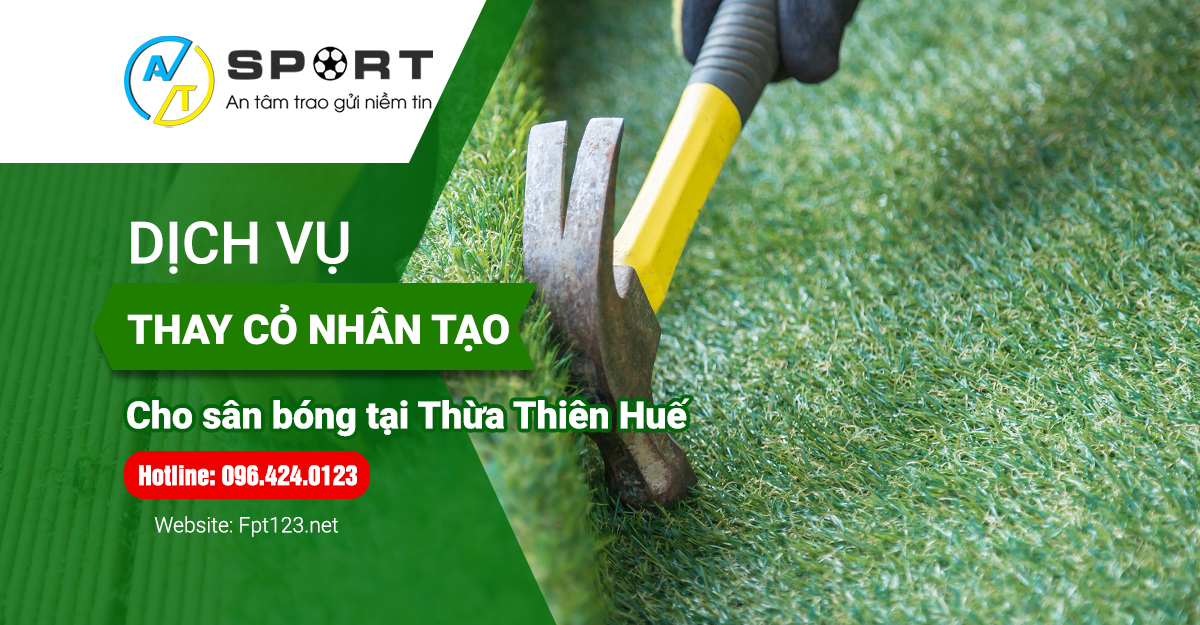 AVT SPORT
An tâm trao gửi niềm tin
DỊCH VỤ
THAY CỎ NHÂN TẠO
Cho sân bóng tại Thừa Thiên Huế
Hotline: 096.424.0123
Website: Fpt123.net